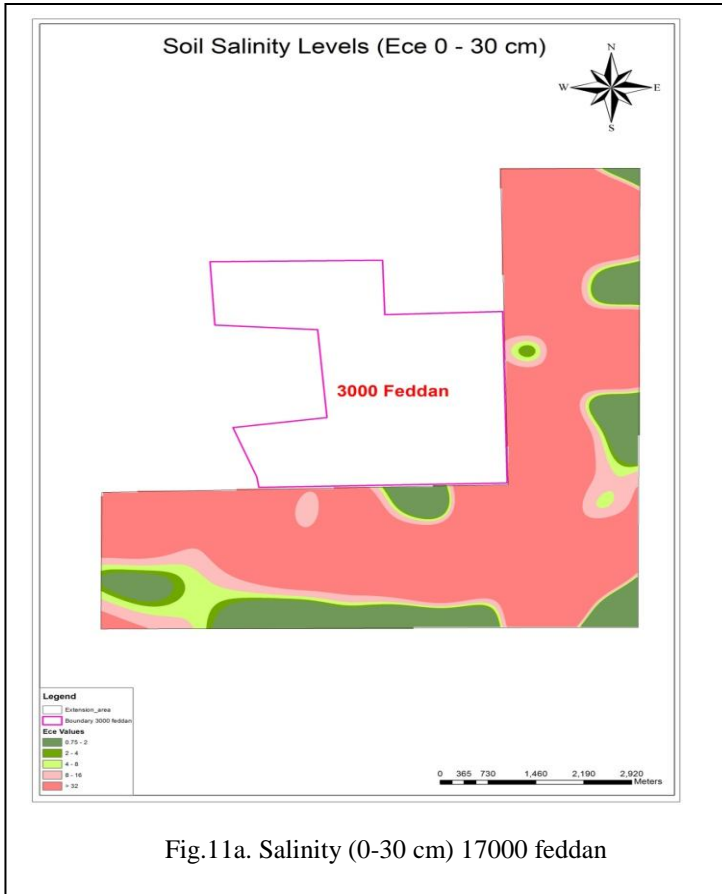 Soil Salinity Levels (Ece 0 - 30 cm)
N
W E
S
3000 Feddan
Legend
Extension_area
Boundary 3000 feddan
Ece Values
0.75 - 2
2 - 4
4 - 8
8 - 16
> 32
0 365 730 1,460 2,190 2,920
Meters
Fig.11a. Salinity (0-30 cm) 17000 feddan